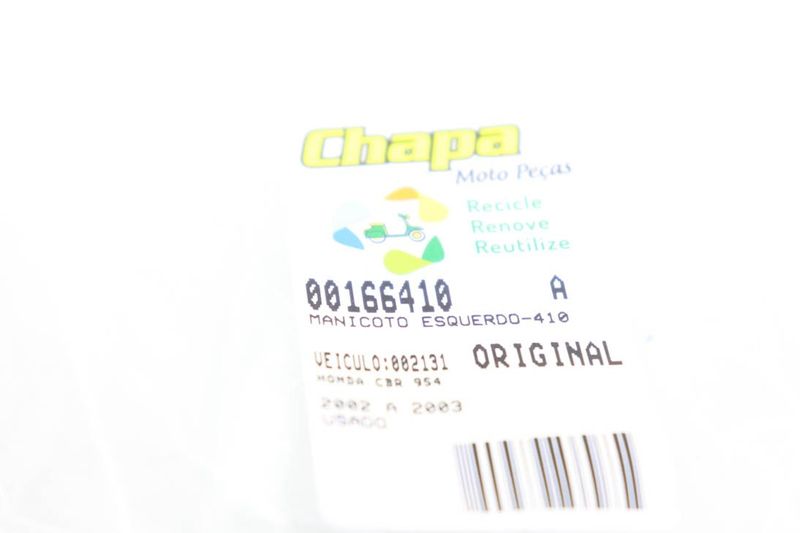 Chapa
Moto Peças
Recicle
Renove
Reutilize
00166410 A
MANICOTO ESQUERDO-410
VEICULO:002131 ORIGINAL
HONDA CBR 954
2002 A 2003
USADO